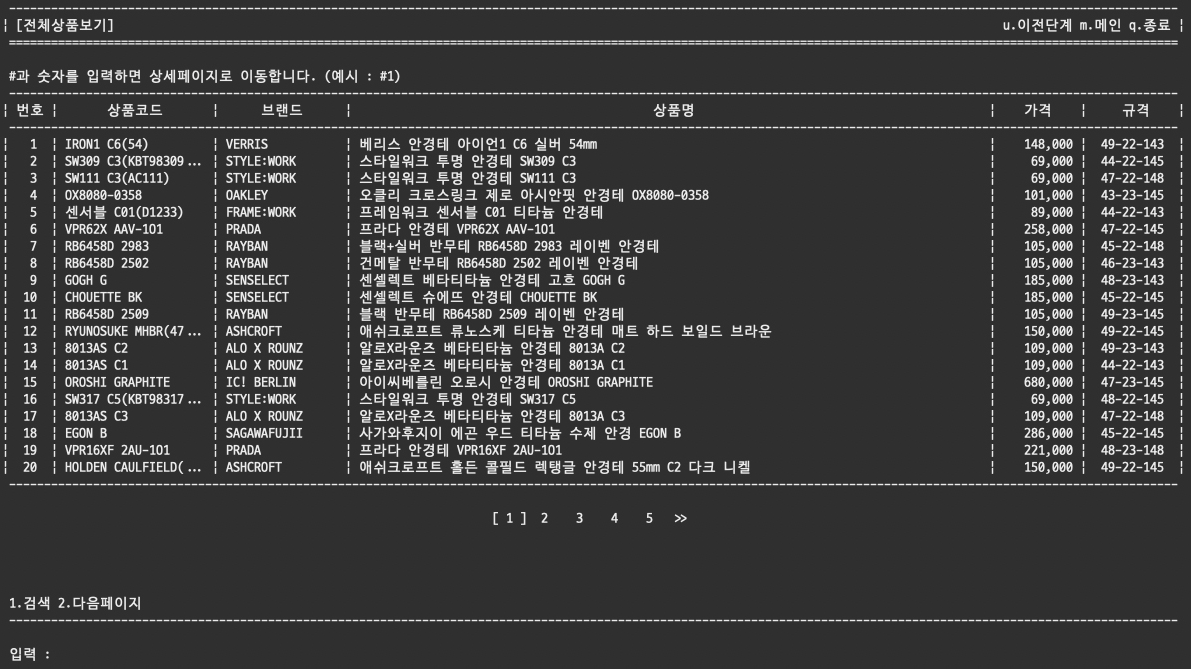 [전체상품보기] u.이전단계 m.메인 q.종료
#과 숫자를 입력하면 상세페이지로 이동합니다. (예시 : #1)
| 번호 | 상품코드 | 브랜드 | 상품명 | 가격 | 규격 |
| 1 | IRON1 C6(54) | VERRIS | 베리스 안경테 아이언1 C6 실버 54mm | 148,000 | 49-22-143 |
| 2 | SW309 C3(KBT98309... | STYLE:WORK | 스타일워크 투명 안경테 SW309 C3 | 69,000 | 44-22-145 |
| 3 | SW111 C3(AC111) | STYLE:WORK | 스타일워크 투명 안경테 SW111 C3 | 69,000 | 47-22-148 |
| 4 | OX8080-0358 | OAKLEY | 오클리 크로스링크 제로 아시안핏 안경테 OX8080-0358 | 101,000 | 43-23-145 |
| 5 | 센서블 C01(D1233) | FRAME:WORK | 프레임워크 센서블 C01 티타늄 안경테 | 89,000 | 44-22-143 |
| 6 | VPR62X AAV-1O1 | PRADA | 프라다 안경테 VPR62X AAV-1O1 | 258,000 | 47-22-145 |
| 7 | RB6458D 2983 | RAYBAN | 블랙+실버 반무테 RB6458D 2983 레이벤 안경테 | 105,000 | 45-22-148 |
| 8 | RB6458D 2502 | RAYBAN | 건메탈 반무테 RB6458D 2502 레이벤 안경테 | 105,000 | 46-23-143 |
| 9 | GOGH G | SENSELECT | 센셀렉트 베타티타늄 안경테 고흐 GOGH G | 185,000 | 48-23-143 |
| 10 | CHOUETTE BK | SENSELECT | 센셀렉트 슈에뜨 안경테 CHOUETTE BK | 185,000 | 45-22-145 |
| 11 | RB6458D 2509 | RAYBAN | 블랙 반무테 RB6458D 2509 레이벤 안경테 | 105,000 | 49-23-145 |
| 12 | RYUNOSUKE MHBR(47... | ASHCROFT | 애쉬크로프트 류노스케 티타늄 안경테 매트 하드 보일드 브라운 | 150,000 | 49-22-145 |
| 13 | 8013AS C2 | ALO X ROUNZ | 알로X라운즈 베타티타늄 안경테 8013A C2 | 109,000 | 49-23-143 |
| 14 | 8013AS C1 | ALO X ROUNZ | 알로X라운즈 베타티타늄 안경테 8013A C1 | 109,000 | 44-22-143 |
| 15 | OROSHI GRAPHITE | IC! BERLIN | 아이씨베를린 오로시 안경테 OROSHI GRAPHITE | 680,000 | 47-23-145 |
| 16 | SW317 C5(KBT98317... | STYLE:WORK | 스타일워크 투명 안경테 SW317 C5 | 69,000 | 48-22-145 |
| 17 | 8013AS C3 | ALO X ROUNZ | 알로X라운즈 베타티타늄 안경테 8013A C3 | 109,000 | 47-22-148 |
| 18 | EGON B | SAGAWAFUJII | 사가와후지이 에곤 우드 티타늄 수제 안경 EGON B | 286,000 | 45-22-145 |
| 19 | VPR16XF 2AU-1O1 | PRADA | 프라다 안경테 VPR16XF 2AU-1O1 | 221,000 | 48-23-148 |
| 20 | HOLDEN CAULFIELD(... | ASHCROFT | 애쉬크로프트 홀든 콜필드 렉탱글 안경테 55mm C2 다크 니켈 | 150,000 | 49-22-145 |
[ 1 ] 2 3 4 5 >>
1.검색 2.다음페이지
입력 :